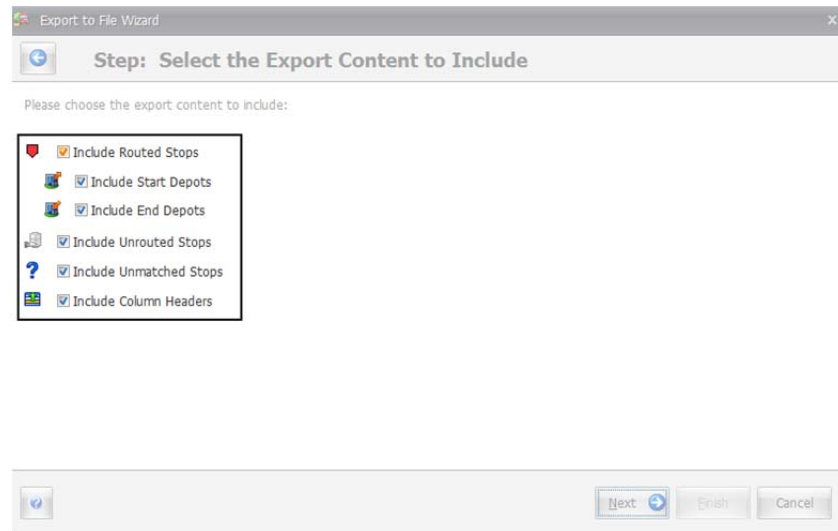 Export to File Wizard
Step: Select the Export Content to Include
Please choose the export content to include:
Include Routed Stops
Include Start Depots
Include End Depots
Include Unrouted Stops
Include Unmatched Stops
Include Column Headers
Next Finish Cancel